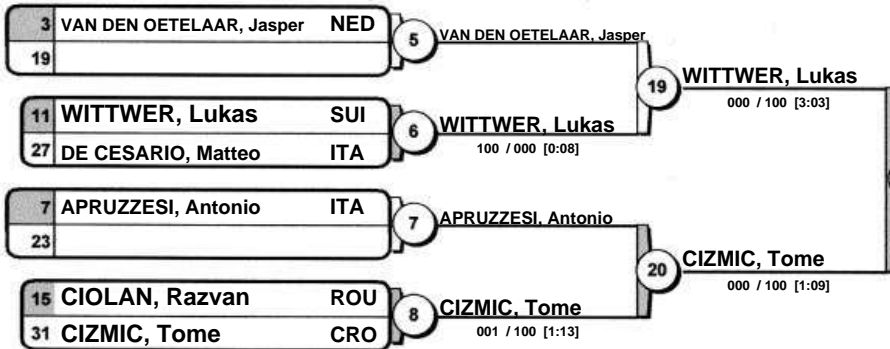 3 VAN DEN OETELAAR, Jasper NED
19
5 VAN DEN OETELAAR, Jasper
11 WITTWER, Lukas SUI
27 DE CESARIO, Matteo ITA
6 WITTWER, Lukas
100 / 000 [0:08]
19 WITTWER, Lukas
000 / 100 [3:03]
7 APRUZZESI, Antonio ITA
23
7 APRUZZESI, Antonio
15 CIOLAN, Razvan ROU
31 CIZMIC, Tome CRO
8 CIZMIC, Tome
001 / 100 [1:13]
20 CIZMIC, Tome
000 / 100 [1:09]